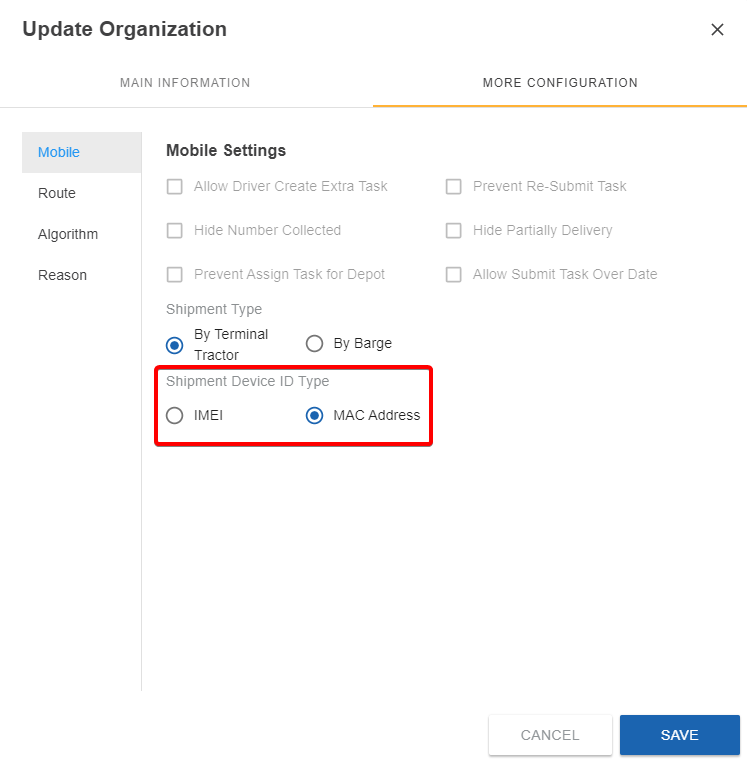 Update Organization
MAIN INFORMATION
MORE CONFIGURATION
Mobile
Route
Algorithm
Reason
Mobile Settings
Allow Driver Create Extra Task
Prevent Re-Submit Task
Hide Number Collected
Hide Partially Delivery
Prevent Assign Task for Depot
Allow Submit Task Over Date
Shipment Type
By Terminal
Tractor
By Barge
Shipment Device ID Type
IMEI
MAC Address
CANCEL
SAVE